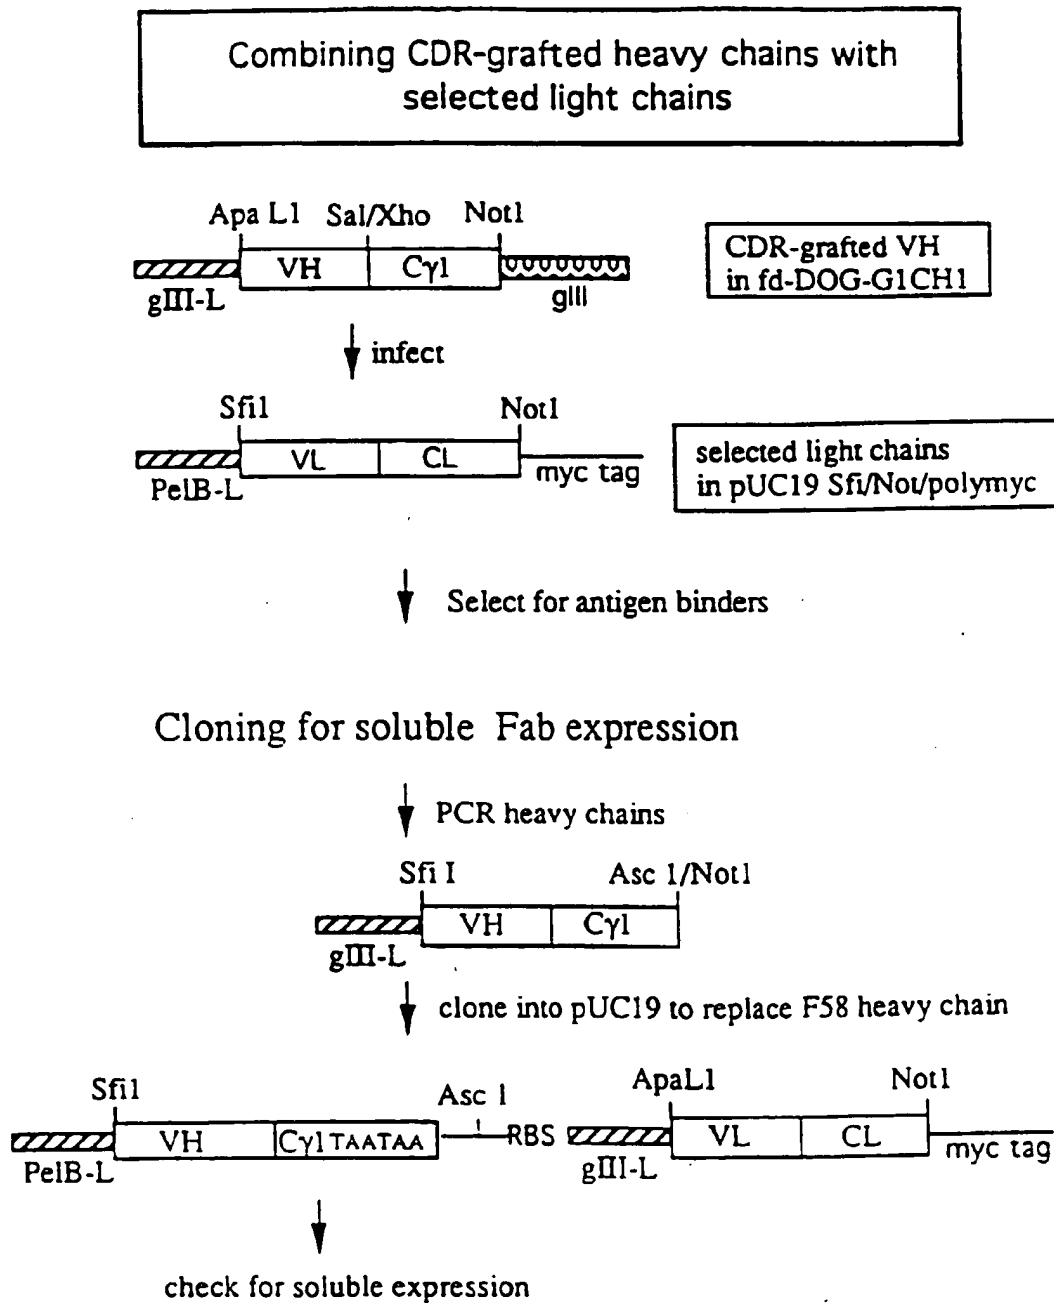 Combining CDR-grafted heavy chains with
selected light chains
Apa L1 Sal/Xho Not1
VH Cγ1
gIII-L gIII
CDR-grafted VH
in fd-DOG-G1CH1
infect
Sfi1 Not1
VL CL
PelB-L myc tag
selected light chains
in pUC19 Sfi/Not/polymyc
Select for antigen binders
Cloning for soluble Fab expression
PCR heavy chains
Sfi I Asc 1/Not1
VH Cγ1
gIII-L
clone into pUC19 to replace F58 heavy chain
Sfi1 Asc 1 ApaL1 Not1
VH Cγ1 TAATAA RBS VL CL
PelB-L gIII-L myc tag
check for soluble expression